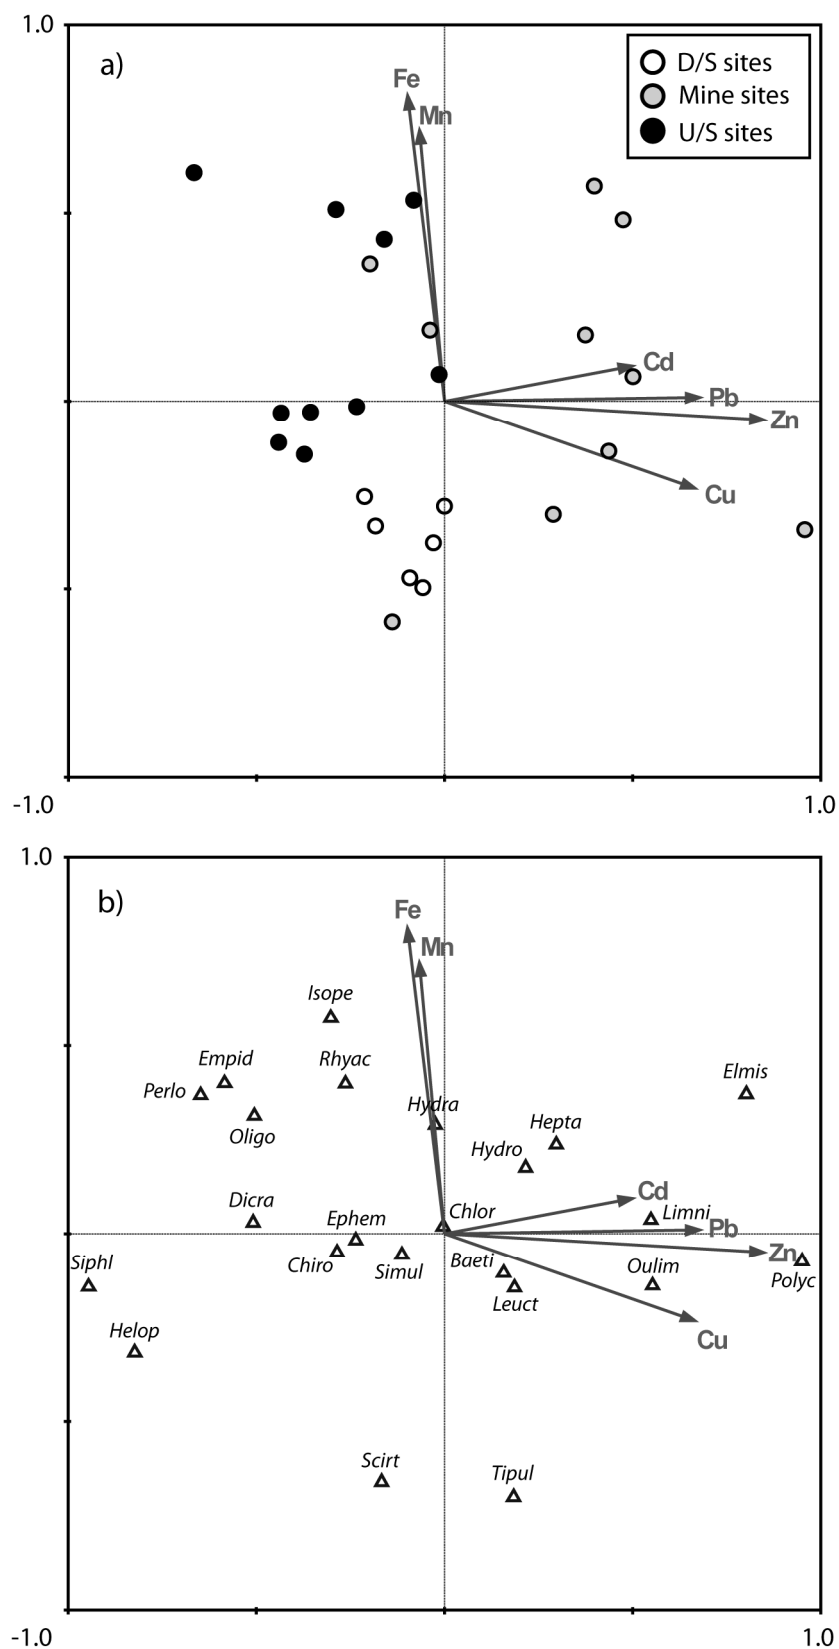 1.0
a)
D/S sites
Mine sites
U/S sites
Fe
Mn
Cd
Pb
Zn
Cu
-1.0
1.0
1.0
b)
Fe
Mn
Isope
Empid
Rhyac
Perlo
Elmis
Hydra
Oligo
Hepta
Hydro
Cd
Dicra
Chlor
Limni
Ephem
Pb
Siphl
Chiro
Simul
Baeti
Zn
Oulim
Polyc
Leuct
Helop
Cu
Scirt
Tipul
-1.0
1.0